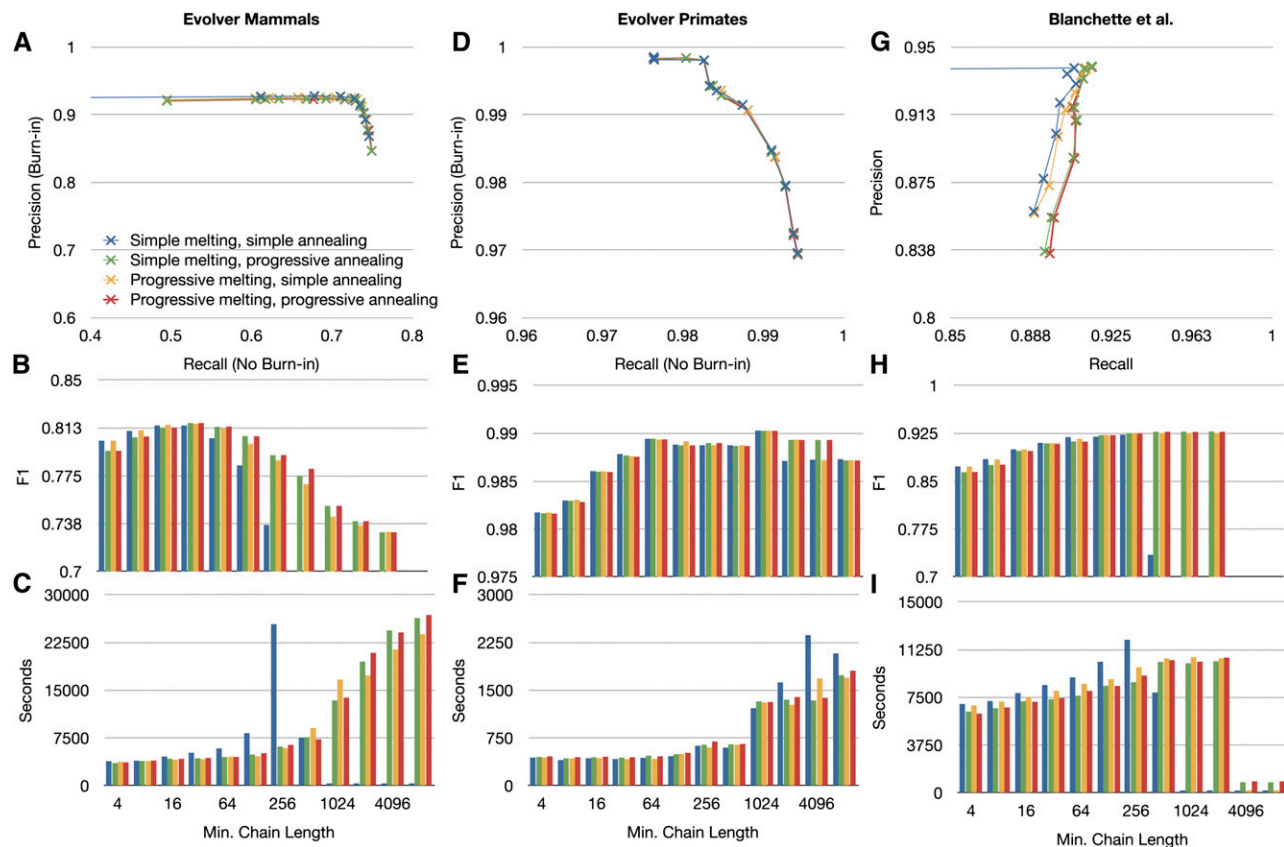 Evolver Mammals
A
1
0.9
0.8
0.7
0.6
Precision (Burn-in)
Simple melting, simple annealing
Simple melting, progressive annealing
Progressive melting, simple annealing
Progressive melting, progressive annealing
0.4 0.5 0.6 0.7 0.8
Recall (No Burn-in)
B
0.85
0.813
0.775
0.738
0.7
F1
C
30000
22500
15000
7500
0
Seconds
4 16 64 256 1024 4096
Min. Chain Length
Evolver Primates
D
1
0.99
0.98
0.97
0.96
Precision (Burn-in)
0.96 0.97 0.98 0.99 1
Recall (No Burn-in)
E
0.995
0.99
0.985
0.98
0.975
F1
F
3000
2250
1500
750
0
Seconds
4 16 64 256 1024 4096
Min. Chain Length
Blanchette et al.
G
0.95
0.913
0.875
0.838
0.8
Precision
0.85 0.888 0.925 0.963 1
Recall
H
1
0.925
0.85
0.775
0.7
F1
I
15000
11250
7500
3750
0
Seconds
4 16 64 256 1024 4096
Min. Chain Length